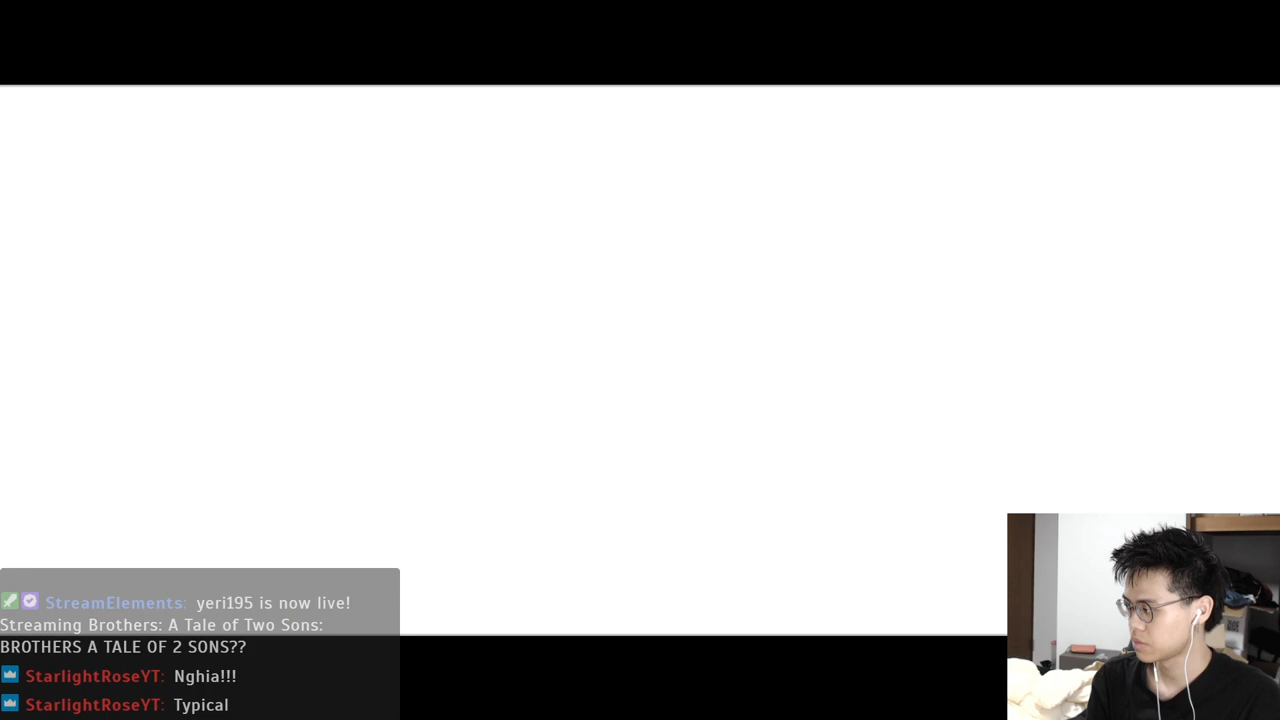 StreamElements: yeri195 is now live!
Streaming Brothers: A Tale of Two Sons:
BROTHERS A TALE OF 2 SONS??
StarlightRoseYT: Nghia!!!
StarlightRoseYT: Typical